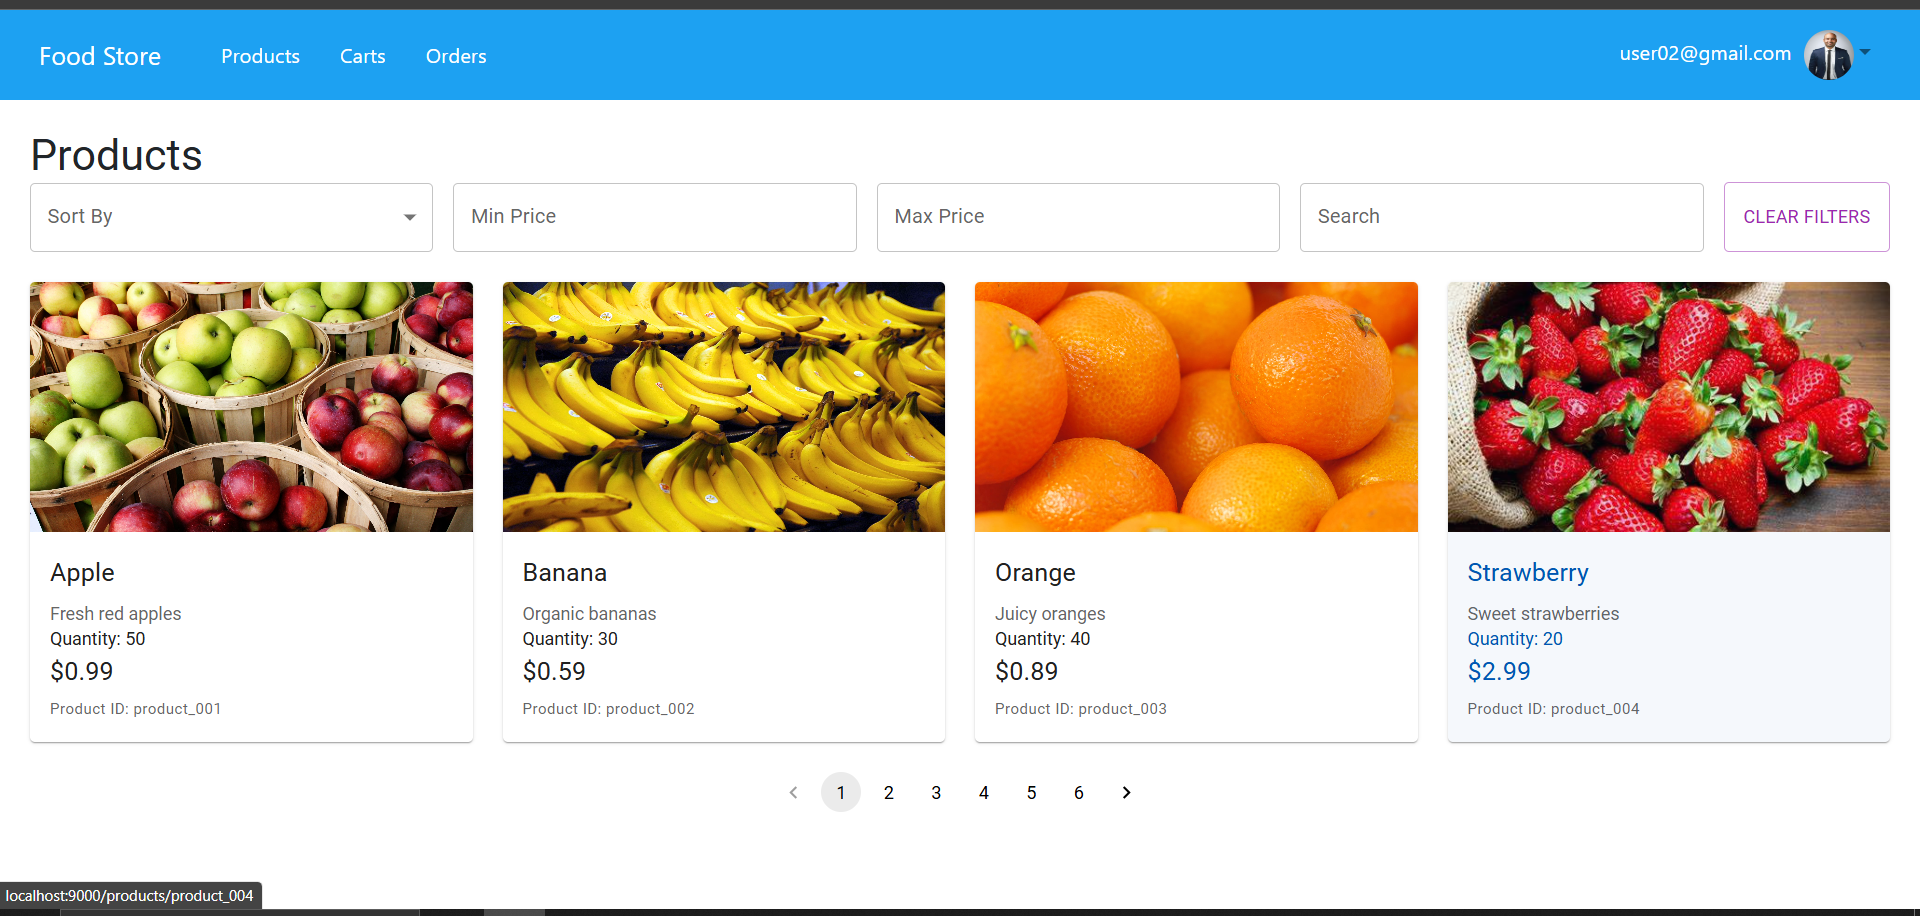 Food Store
Products
Carts
Orders
user02@gmail.com
Products
Sort By
Min Price
Max Price
Search
CLEAR FILTERS
Apple
Fresh red apples
Quantity: 50
$0.99
Product ID: product_001
Banana
Organic bananas
Quantity: 30
$0.59
Product ID: product_002
Orange
Juicy oranges
Quantity: 40
$0.89
Product ID: product_003
Strawberry
Sweet strawberries
Quantity: 20
$2.99
Product ID: product_004
1 2 3 4 5 6
localhost:9000/products/product_004